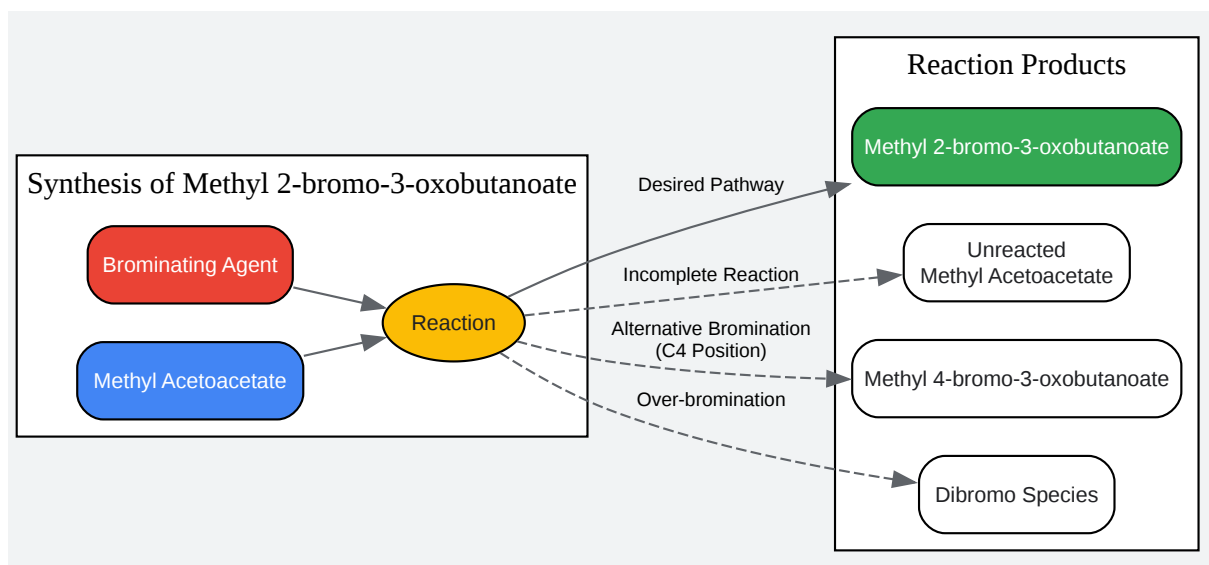 Synthesis of Methyl 2-bromo-3-oxobutanoate
Brominating Agent
Methyl Acetoacetate
Reaction
Desired Pathway
Incomplete Reaction
Alternative Bromination
(C4 Position)
Over-bromination
Reaction Products
Methyl 2-bromo-3-oxobutanoate
Unreacted
Methyl Acetoacetate
Methyl 4-bromo-3-oxobutanoate
Dibromo Species